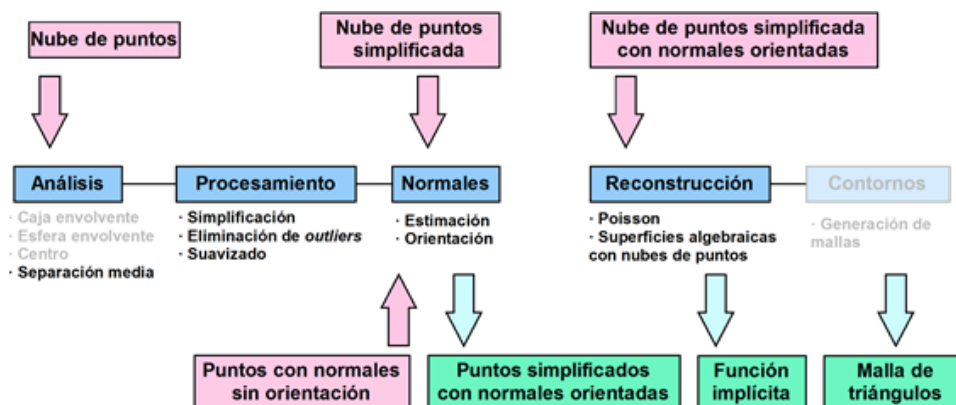 Nube de puntos
Nube de puntos
simplificada
Nube de puntos simplificada
con normales orientadas
Análisis
Procesamiento
Normales
Reconstrucción
Contornos
· Caja envolvente
· Esfera envolvente
· Centro
· Separación media
· Simplificación
· Eliminación de outliers
· Suavizado
· Estimación
· Orientación
· Poisson
· Superficies algebraicas
con nubes de puntos
· Generación de
mallas
Puntos con normales
sin orientación
Puntos simplificados
con normales orientadas
Función
implícita
Malla de
triángulos